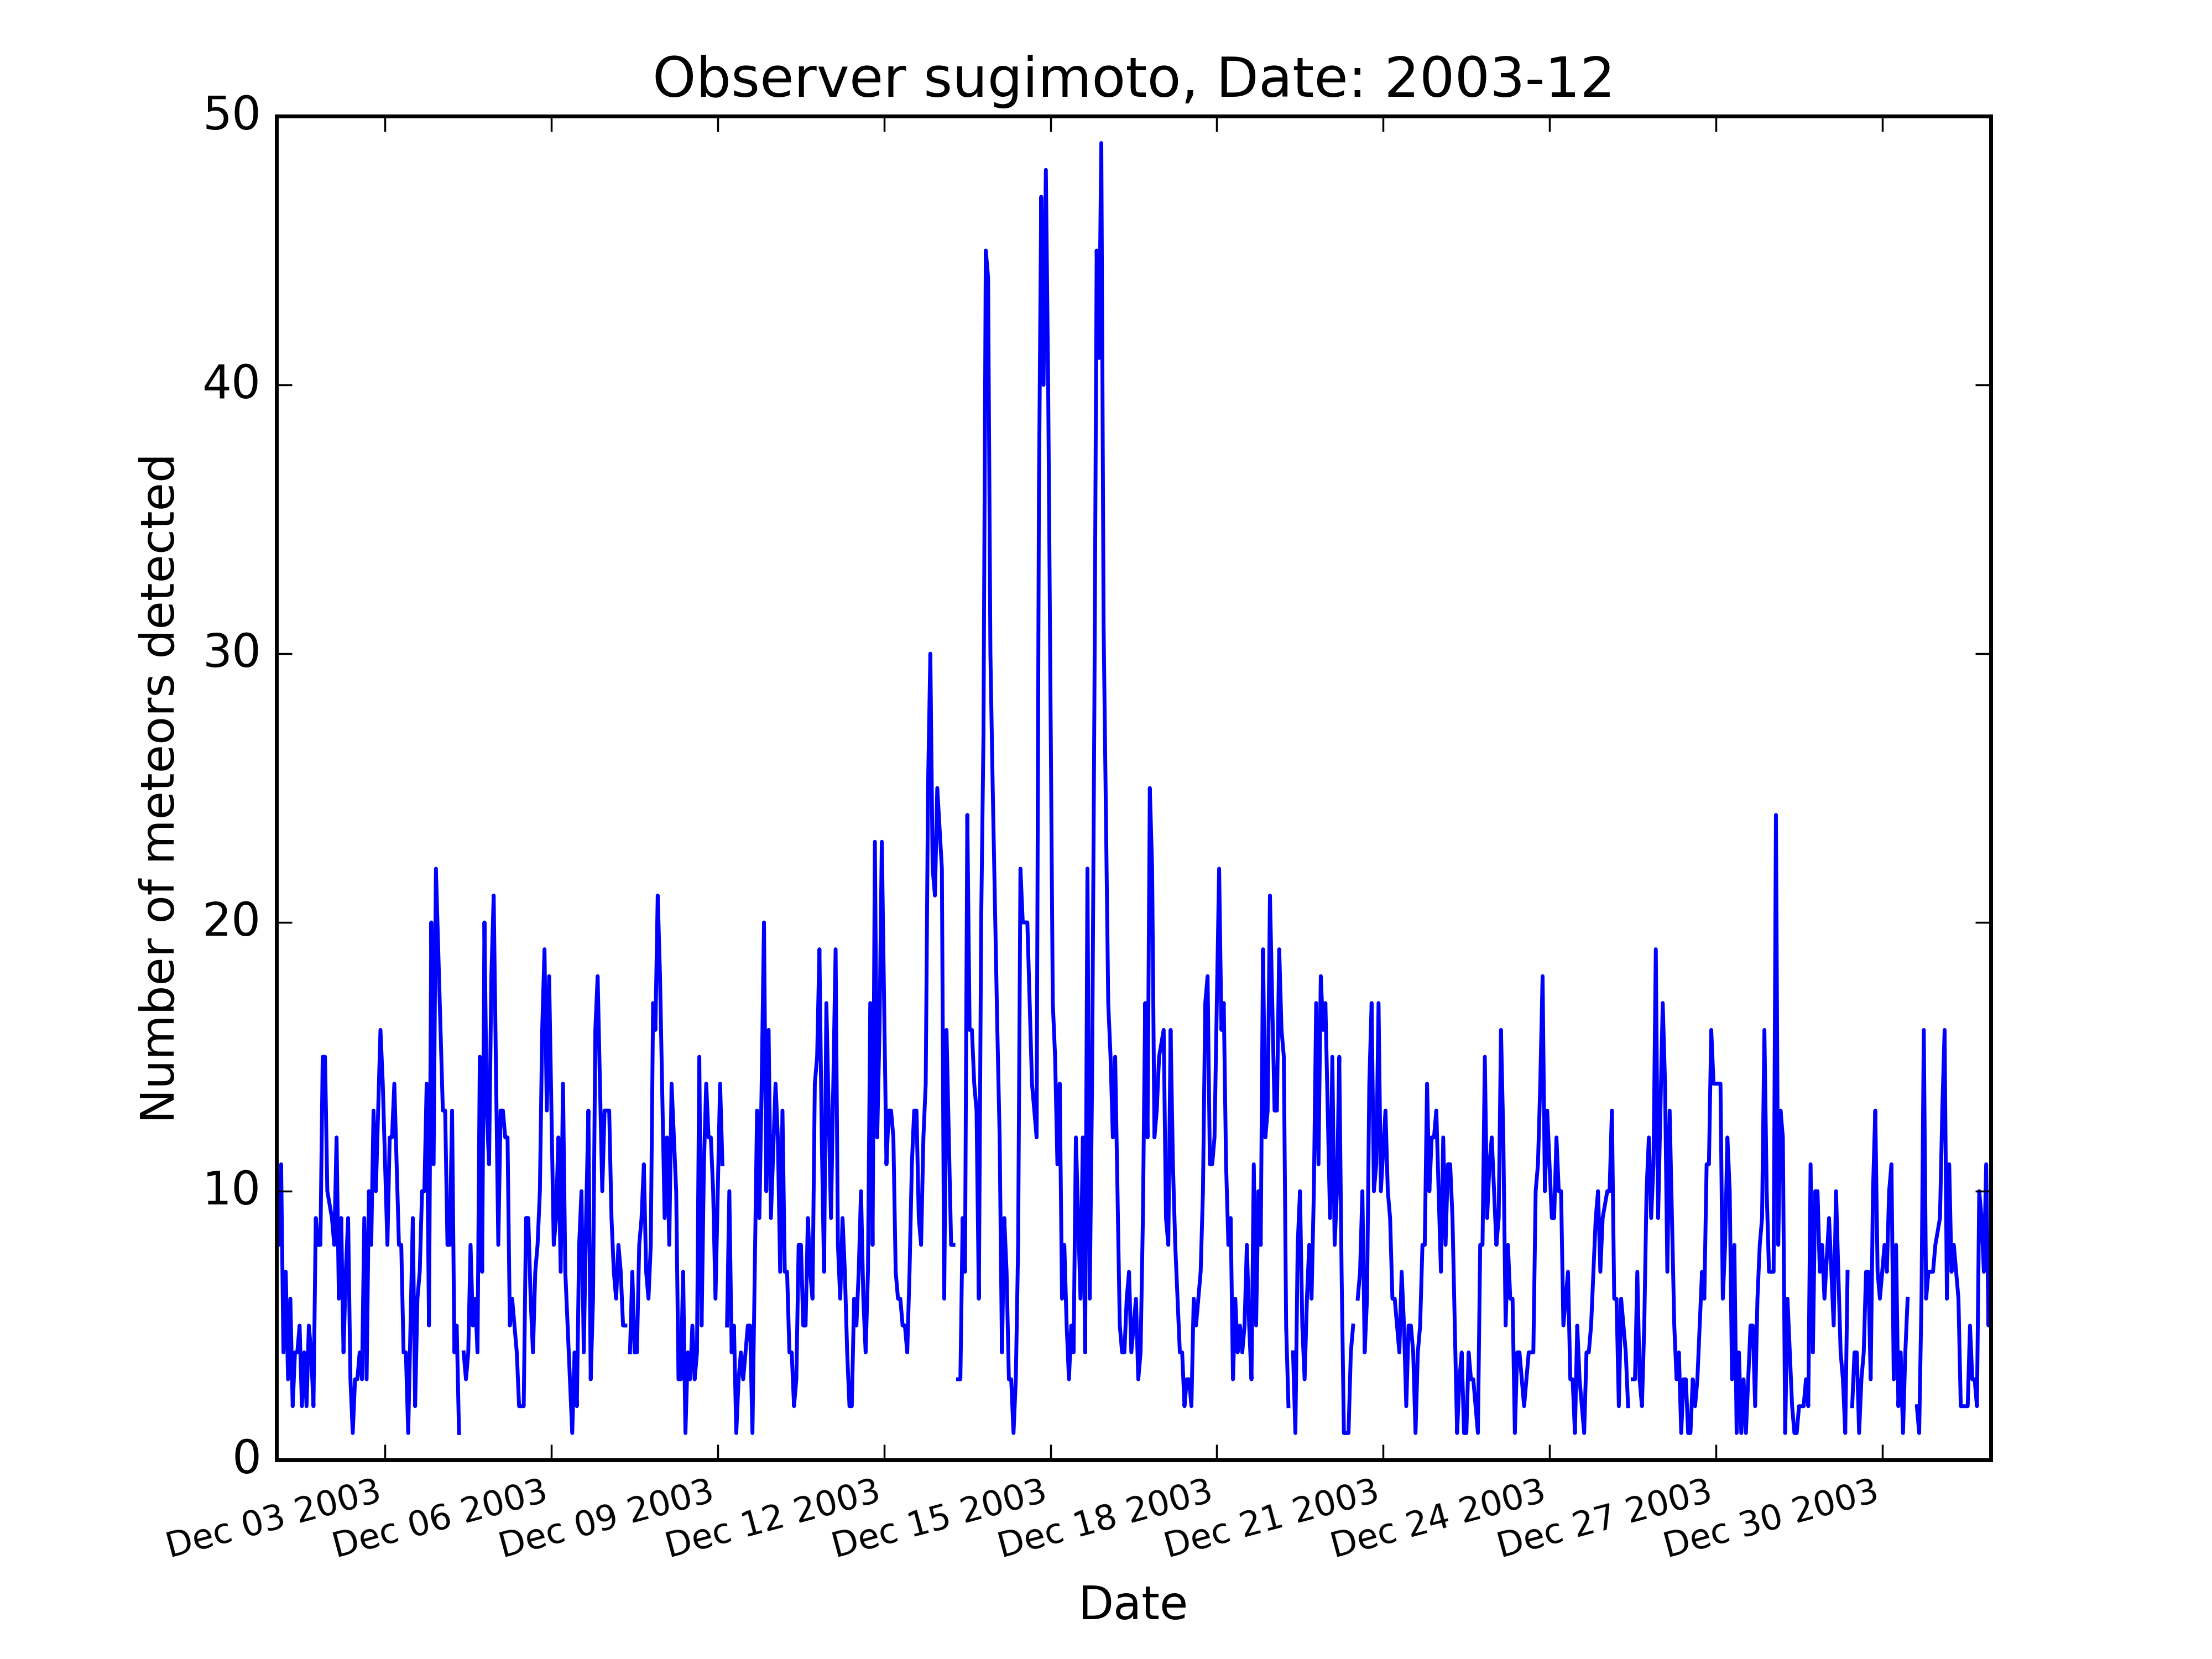 Observer sugimoto, Date: 2003-12
50
40
30
20
10
0
Number of meteors detected
Dec 03 2003
Dec 06 2003
Dec 09 2003
Dec 12 2003
Dec 15 2003
Dec 18 2003
Dec 21 2003
Dec 24 2003
Dec 27 2003
Dec 30 2003
Date